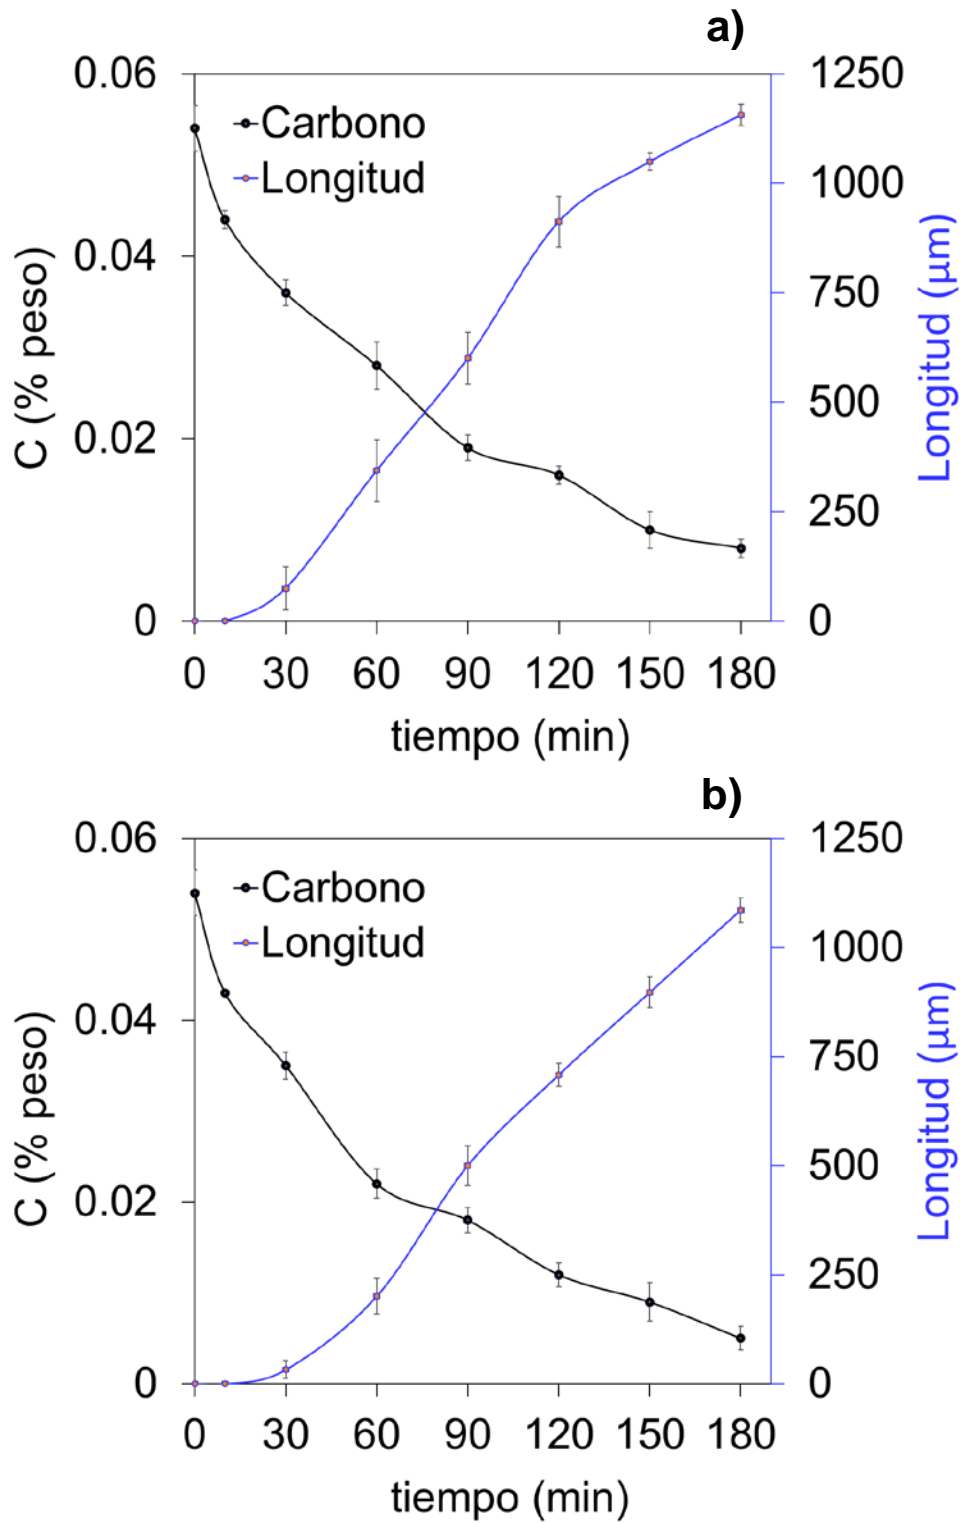 a)
0.06
0.04
0.02
0
C (% peso)
Carbono
Longitud
1250
1000
750
500
250
0
Longitud (μm)
0 30 60 90 120 150 180
tiempo (min)
b)
0.06
0.04
0.02
0
C (% peso)
Carbono
Longitud
1250
1000
750
500
250
0
Longitud (μm)
0 30 60 90 120 150 180
tiempo (min)